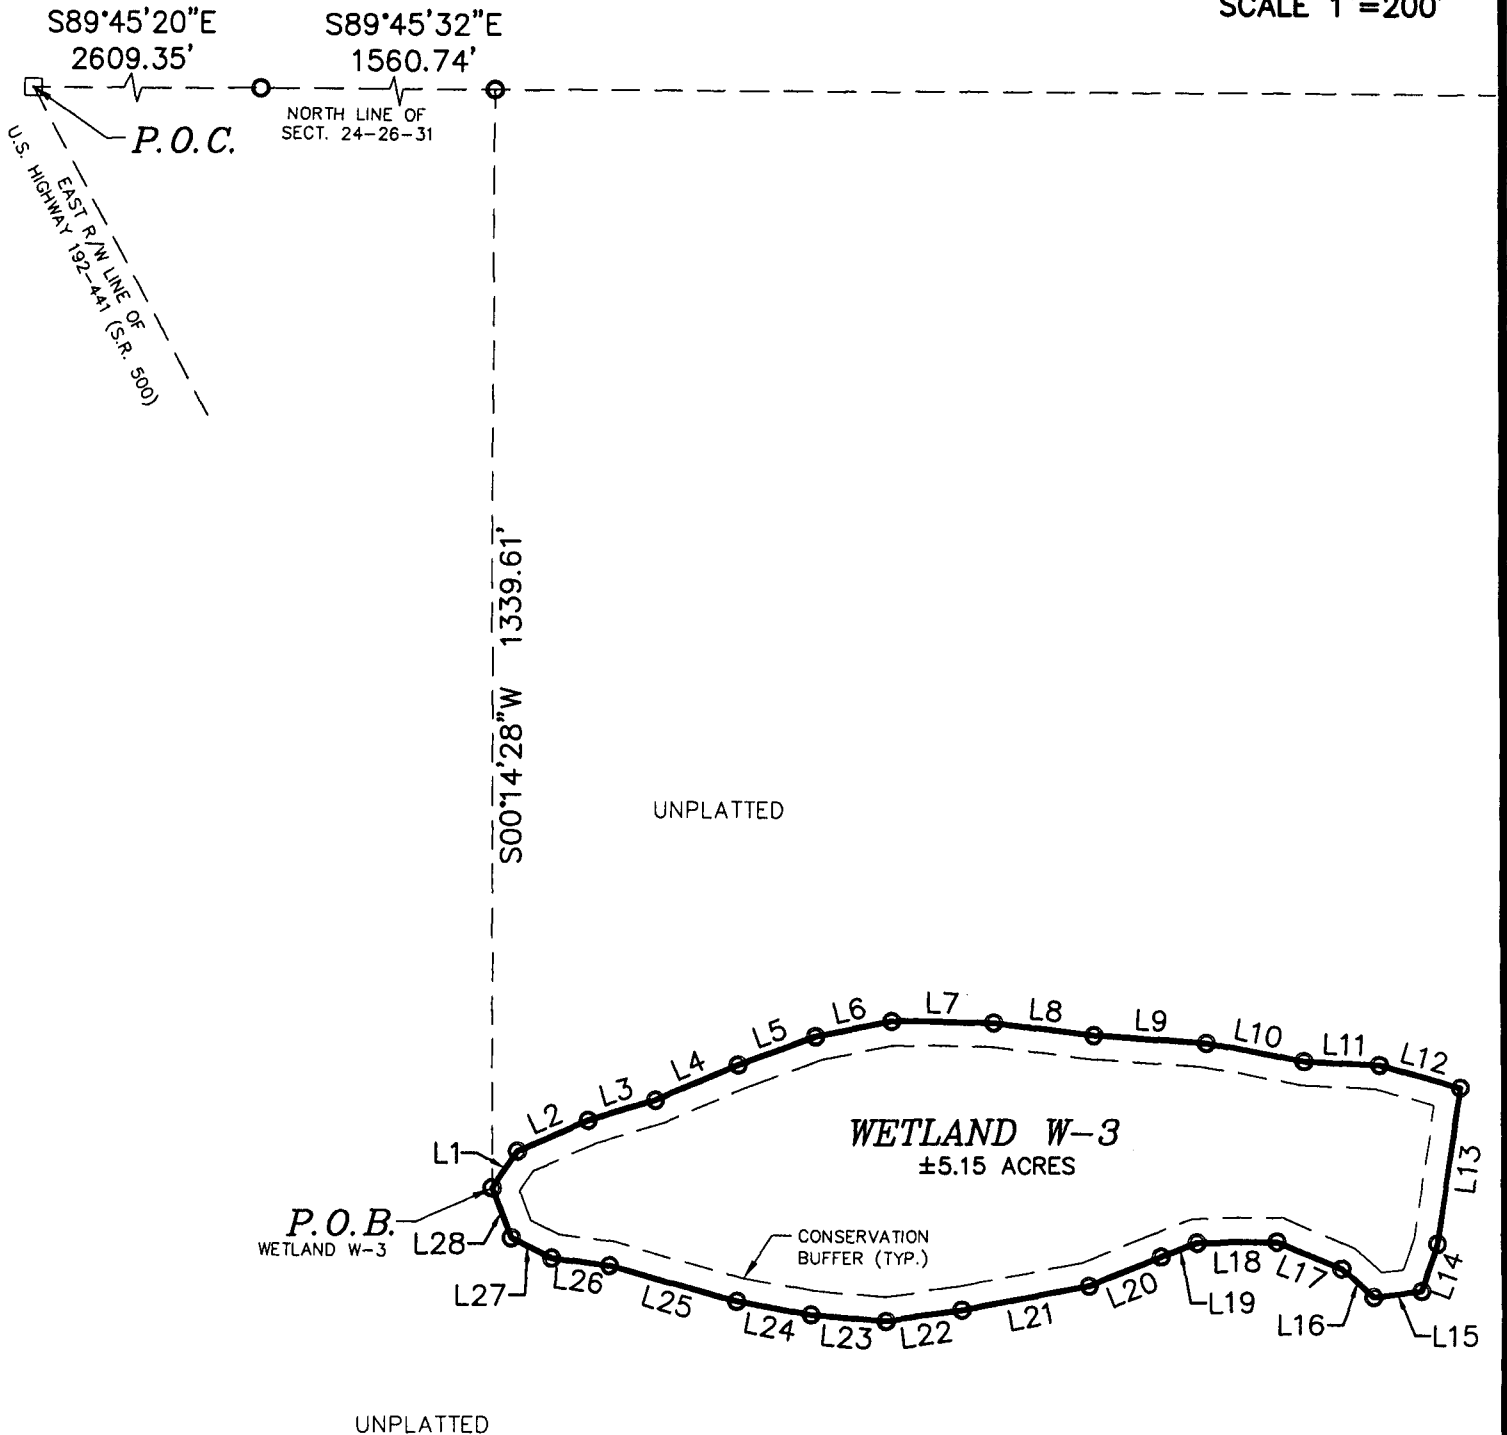 SCALE 1"=200'
S89°45'20"E
2609.35'
S89°45'32"E
1560.74'
NORTH LINE OF
SECT. 24-26-31
P.O.C.
EAST R/W LINE OF
U.S. HIGHWAY 192-441 (S.R. 500)
S00°14'28"W 1339.61'
UNPLATTED
L1
L2
L3
L4
L5
L6
L7
L8
L9
L10
L11
L12
WETLAND W-3
±5.15 ACRES
L13
P.O.B.
WETLAND W-3
L28
L27
L26
L25
L24
L23
L22
L21
L20
L19
L18
L17
L16
L15
L14
CONSERVATION
BUFFER (TYP.)
UNPLATTED